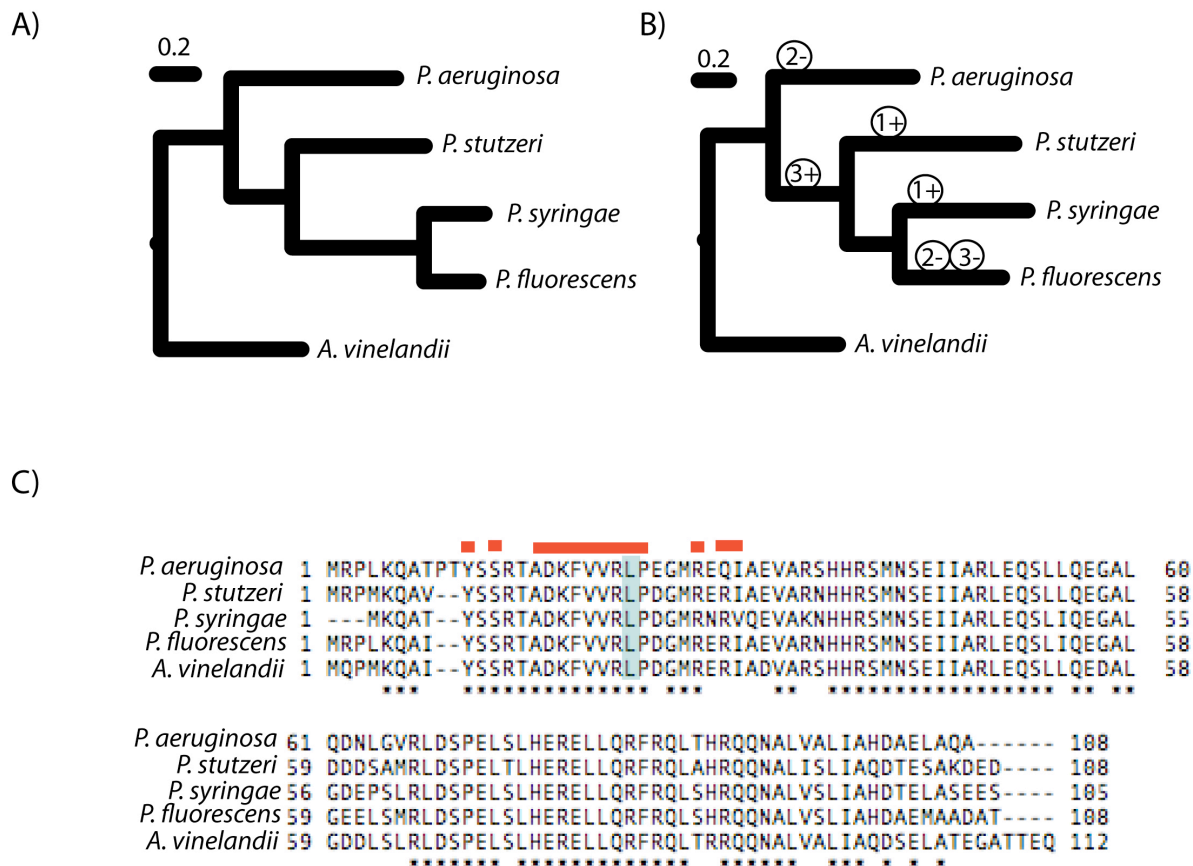 A)
0.2
P. aeruginosa
P. stutzeri
P. syringae
P. fluorescens
A. vinelandii
B)
0.2
2-
P. aeruginosa
1+
P. stutzeri
3+
1+
P. syringae
2- 3-
P. fluorescens
A. vinelandii
C)
P. aeruginosa 1 MRPLKQATPTYSSRTADKFVVRLPEGMREQIAEVARSHHRSMNSEIIARLEQSLLQEGAL 60
P. stutzeri 1 MRPMKQAV--YSSRTADKFVVRLPDGMRERIAEVARNHHRSMNSEIIARLEQSLLQEGAL 58
P. syringae 1 ---MKQAT--YSSRTADKFVVRLPDGMRNRVQEVAKNHHRSMNSEIIARLEQSLIQEGAL 55
P. fluorescens 1 MRPLKQAI--YSSRTADKFVVRLPDGMRERIAEVARNHHRSMNSEIIARLEQSLIQEGAL 58
A. vinelandii 1 MQPMKQAI--YSSRTADKFVVRLPDGMRERIADVARSHHRSMNSEIIARLEQSLLQEDAL 58
*** ************** *** ** ***************** ** **
P. aeruginosa 61 QDNLGVRLDSPELSLHERELLQRFRQLTHRQQNALVALIAHDAELAQA------ 108
P. stutzeri 59 DDDSAMRLDSPELTLHERELLQRFRQLAHRQQNALISLIAQDTESAKDED---- 108
P. syringae 56 GDEPSLRLDSPELSLHERELLQRFRQLSHRQQNALVSLIAQDTELASEES---- 105
P. fluorescens 59 GEELSMRLDSPELSLHERELLQRFRQLSHRQQNALVSLIAHDAEMAADAT---- 108
A. vinelandii 59 GDDLSLRLDSPELSLHERELLQRFRQLTRRQQNALVALIAHDSELATEGATTEQ 112
******* ************* ****** *** * * *